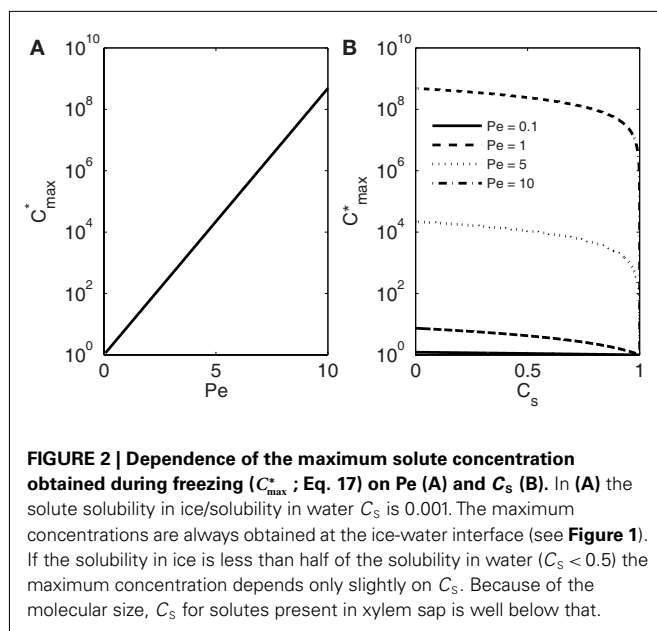 A
B
10^10
10^8
10^6
10^4
10^2
10^0
C*max
0
5
10
Pe
10^10
10^8
10^6
10^4
10^2
10^0
C*max
Pe = 0.1
Pe = 1
Pe = 5
Pe = 10
0
0.5
1
C_s
FIGURE 2 | Dependence of the maximum solute concentration
obtained during freezing (C*max ; Eq. 17) on Pe (A) and C_s (B). In (A) the
solute solubility in ice/solubility in water C_s is 0.001. The maximum
concentrations are always obtained at the ice-water interface (see Figure 1).
If the solubility in ice is less than half of the solubility in water (C_s < 0.5) the
maximum concentration depends only slightly on C_s. Because of the
molecular size, C_s for solutes present in xylem sap is well below that.